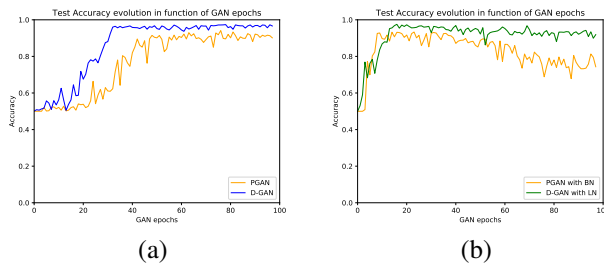 Test Accuracy evolution in function of GAN epochs
1.0
0.8
0.6
0.4
0.2
0.0
Accuracy
0 20 40 60 80 100
GAN epochs
PGAN
D-GAN
(a)
Test Accuracy evolution in function of GAN epochs
1.0
0.8
0.6
0.4
0.2
0.0
Accuracy
0 20 40 60 80 100
GAN epochs
PGAN with BN
D-GAN with LN
(b)